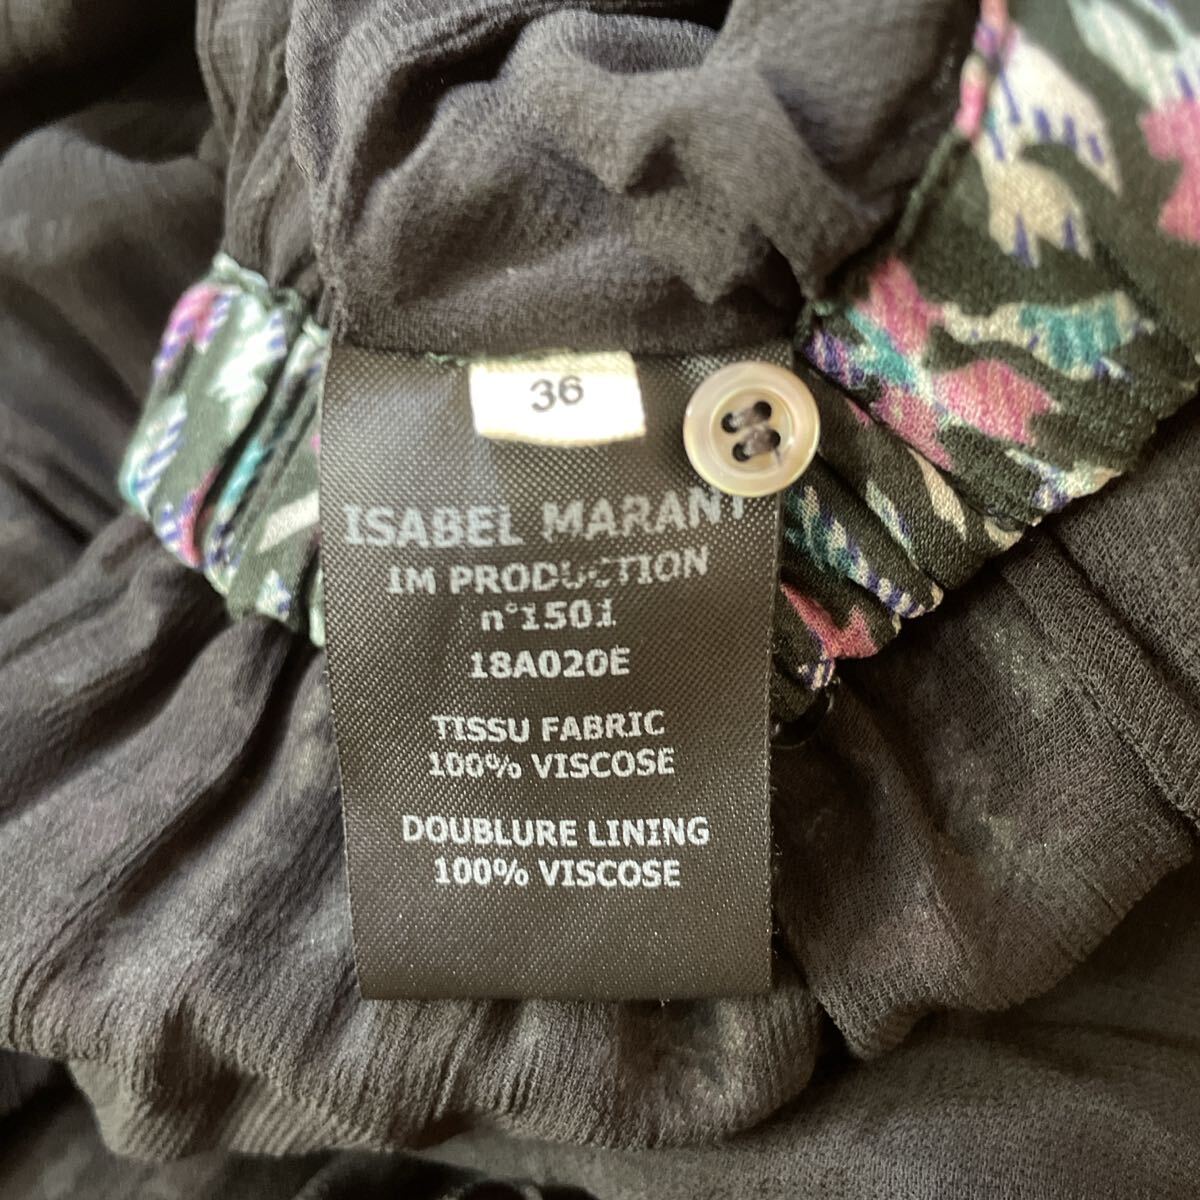 36
ISABEL MARANT
IM PRODUCTION
n°1501
18A020E
TISSU FABRIC
100% VISCOSE
DOUBLURE LINING
100% VISCOSE